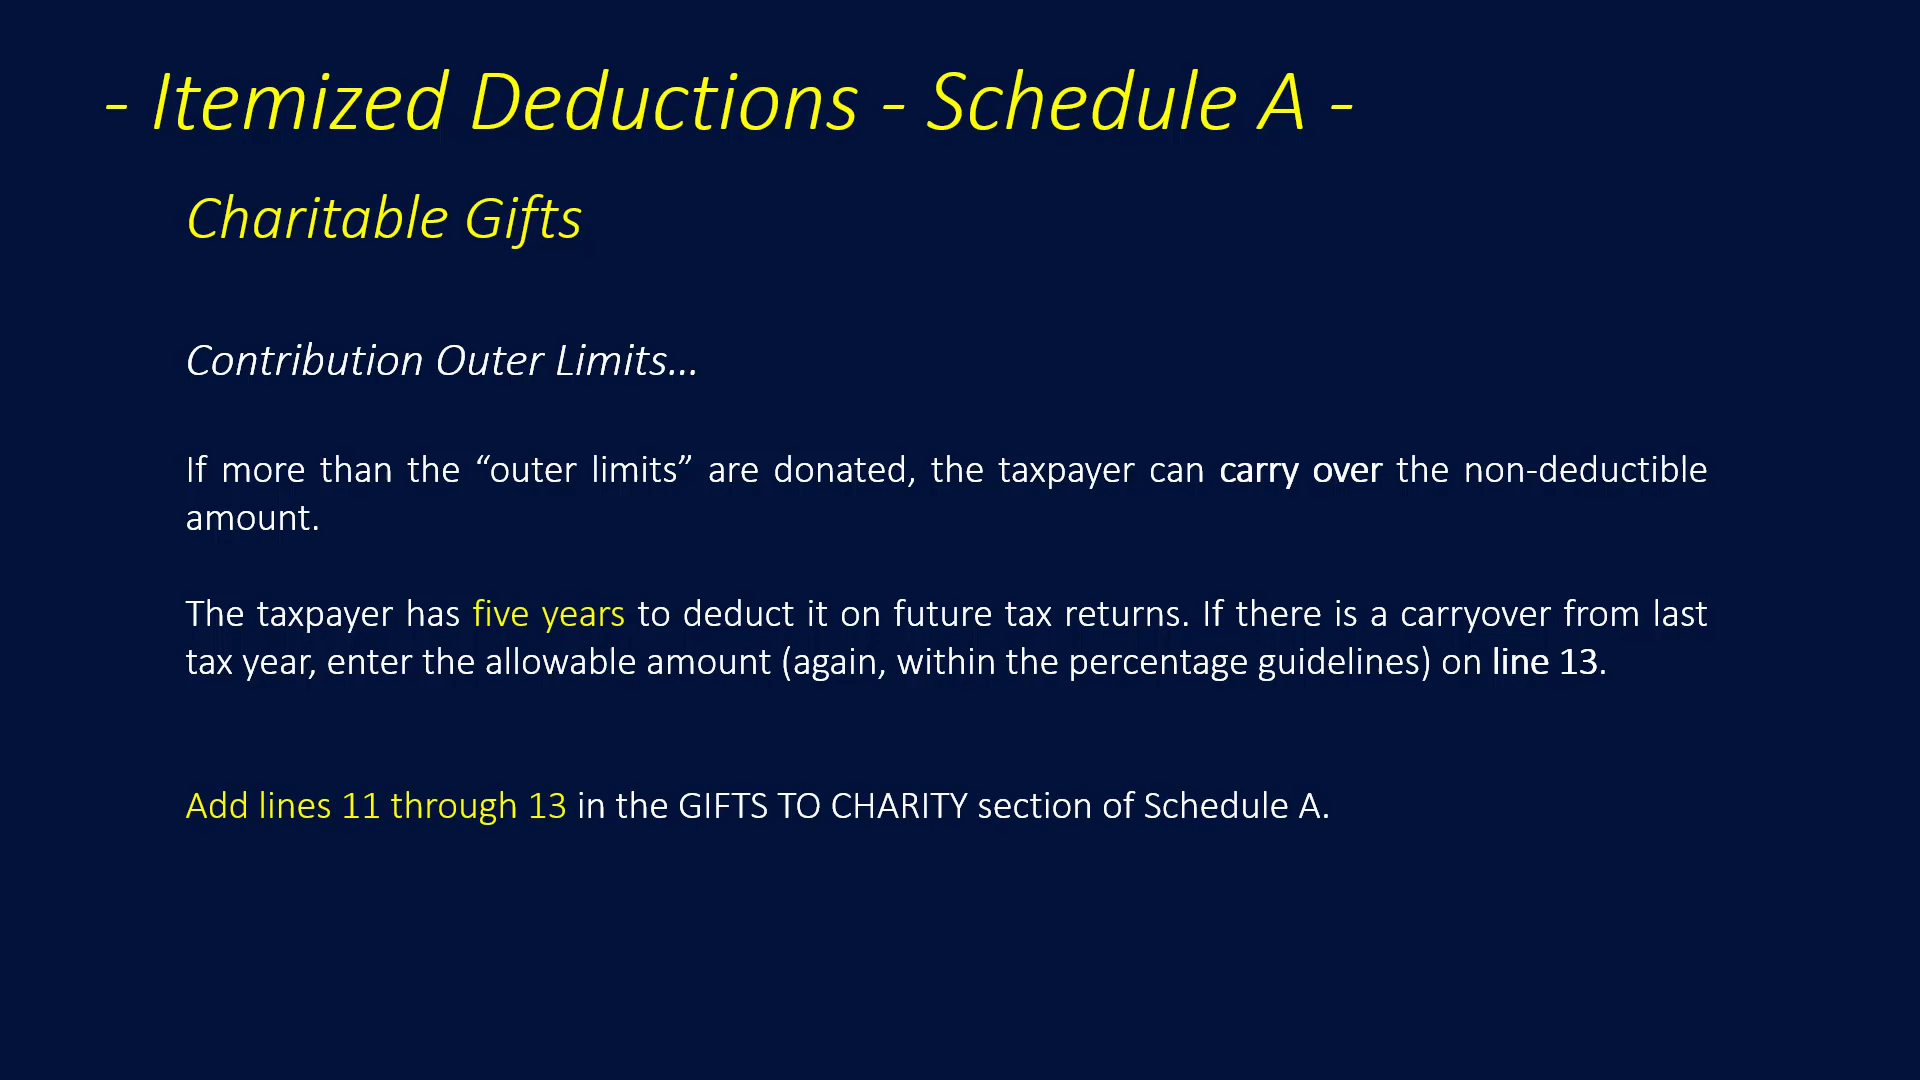 - Itemized Deductions - Schedule A -
Charitable Gifts
Contribution Outer Limits...
If more than the “outer limits” are donated, the taxpayer can carry over the non-deductible
amount.
The taxpayer has five years to deduct it on future tax returns. If there is a carryover from last
tax year, enter the allowable amount (again, within the percentage guidelines) on line 13.
Add lines 11 through 13 in the GIFTS TO CHARITY section of Schedule A.